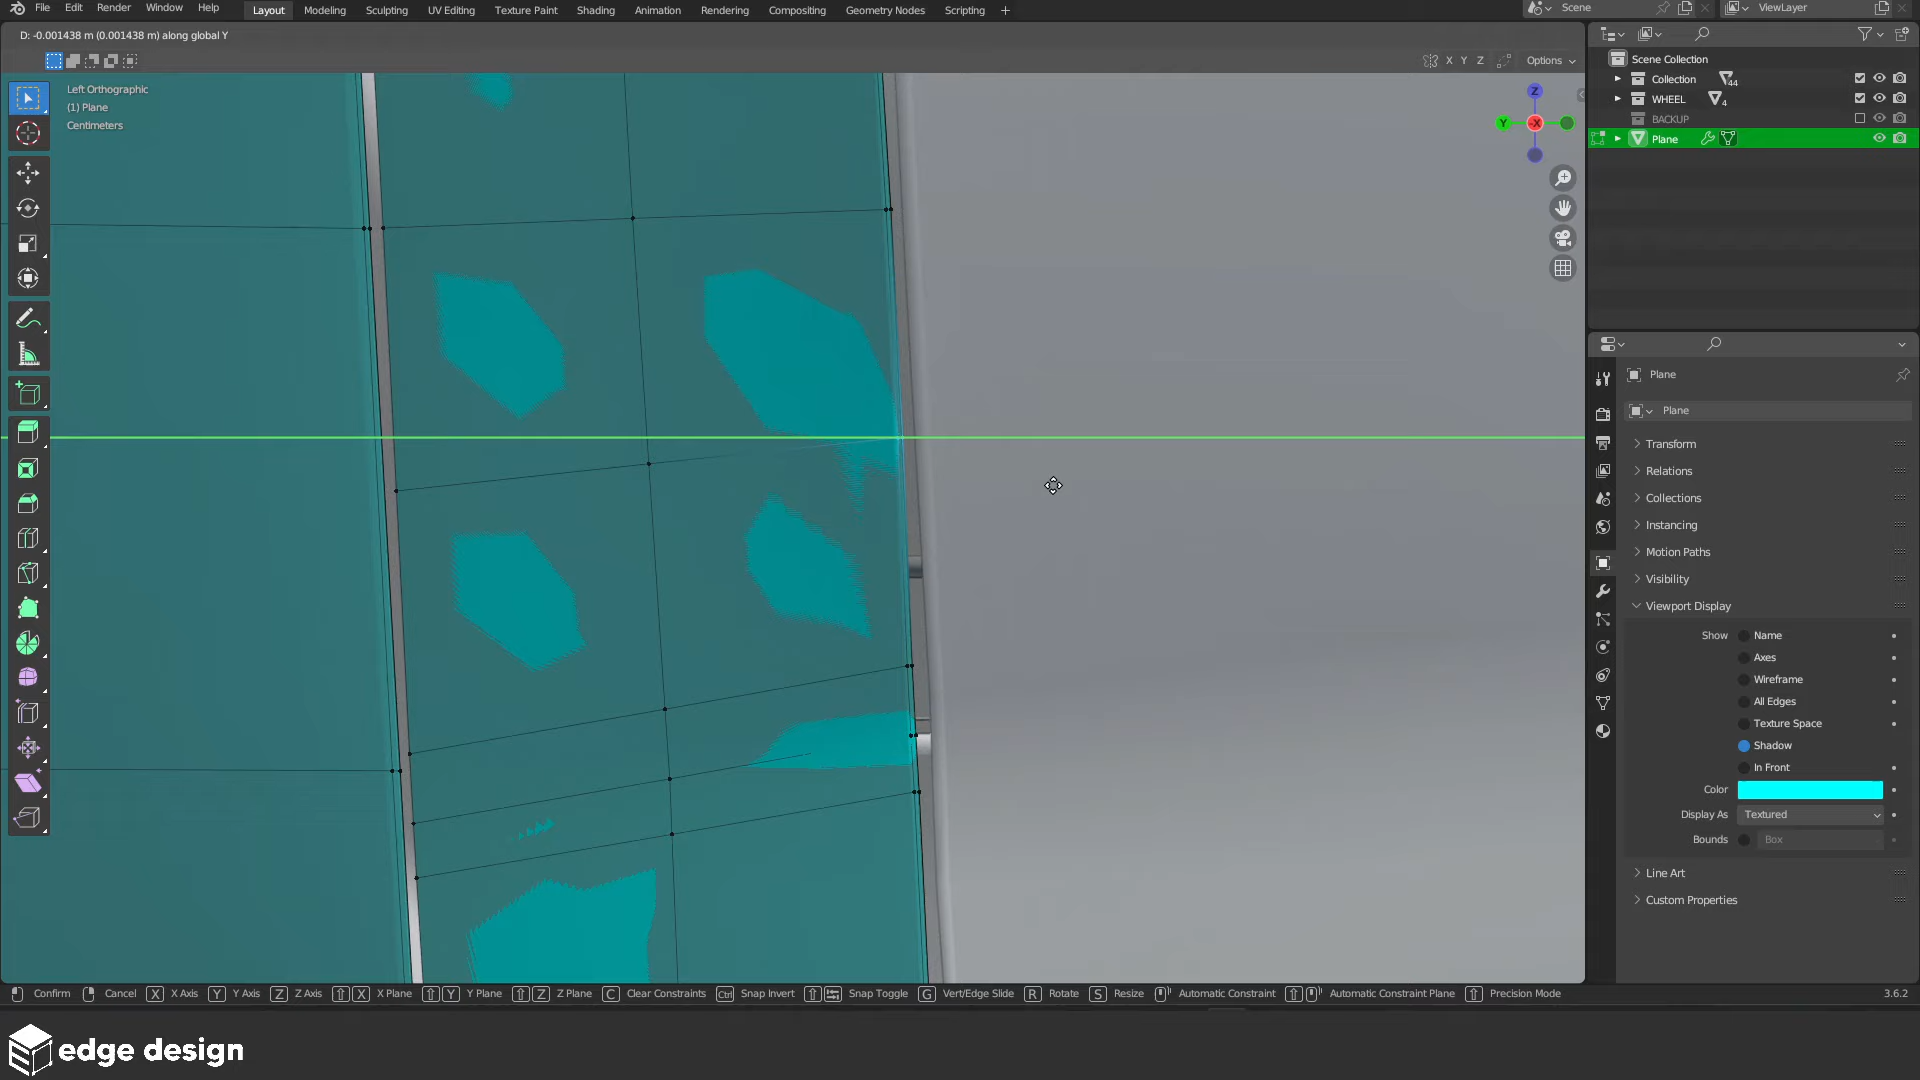 File Edit Render Window Help Layout Modeling Sculpting UV Editing Texture Paint Shading Animation Rendering Compositing Geometry Nodes Scripting + Scene ViewLayer
D: -0.001438 m (0.001438 m) along global Y
X Y Z Options
Left Orthographic
(1) Plane
Centimeters
Z
Y
-X
Scene Collection
Collection 44
WHEEL 4
BACKUP
Plane
Plane
Plane
Transform
Relations
Collections
Instancing
Motion Paths
Visibility
Viewport Display
Show Name
Axes
Wireframe
All Edges
Texture Space
Shadow
In Front
Color
Display As Textured
Bounds Box
Line Art
Custom Properties
Confirm Cancel X X Axis Y Y Axis Z Z Axis X X Plane Y Y Plane Z Z Plane C Clear Constraints Ctrl Snap Invert Snap Toggle G Vert/Edge Slide R Rotate S Resize Automatic Constraint Automatic Constraint Plane Precision Mode 3.6.2
edge design